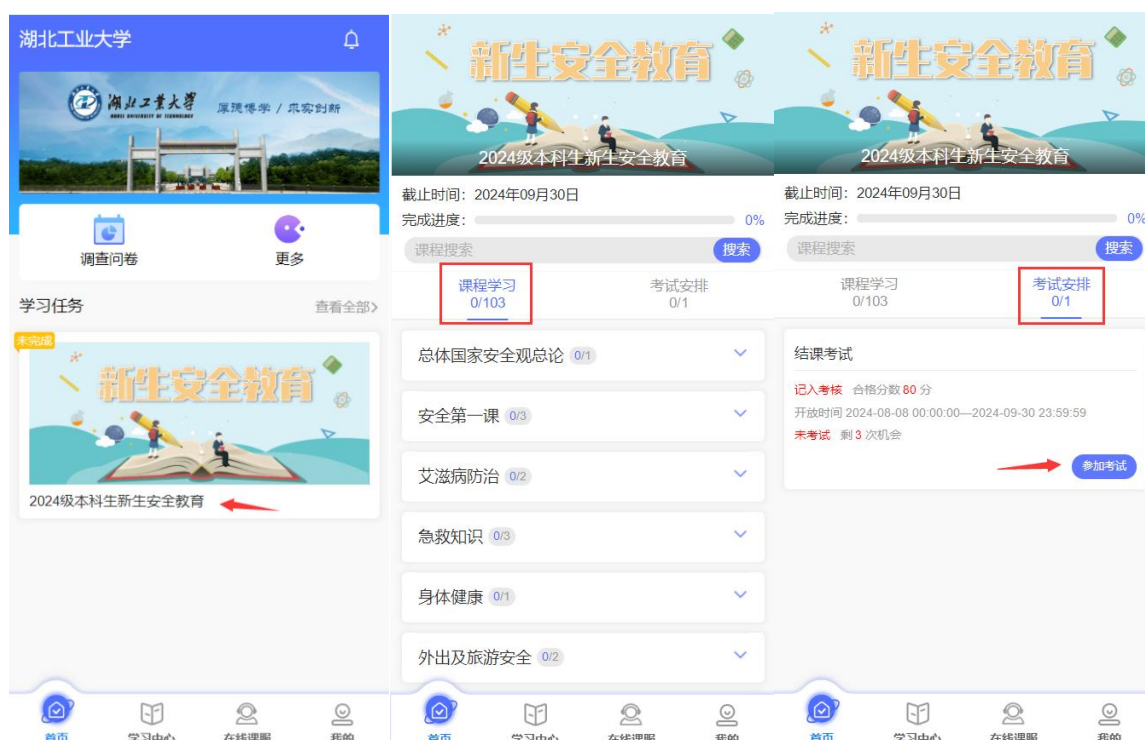 湖北工业大学
湖北工业大学
HUBEI UNIVERSITY OF TECHNOLOGY
厚德博学 / 求实创新
调查问卷
更多
学习任务
查看全部>
未完成
新生安全教育
2024级本科生新生安全教育
首页
学习中心
在线课服
我的
新生安全教育
2024级本科生新生安全教育
截止时间：2024年09月30日
完成进度：
0%
课程搜索
搜索
课程学习
0/103
考试安排
0/1
总体国家安全观总论 0/1
安全第一课 0/3
艾滋病防治 0/2
急救知识 0/3
身体健康 0/1
外出及旅游安全 0/2
首页
学习中心
在线课服
我的
新生安全教育
2024级本科生新生安全教育
截止时间：2024年09月30日
完成进度：
0%
课程搜索
搜索
课程学习
0/103
考试安排
0/1
结课考试
记入考核 合格分数 80 分
开放时间 2024-08-08 00:00:00—2024-09-30 23:59:59
未考试 剩 3 次机会
参加考试
首页
学习中心
在线课服
我的